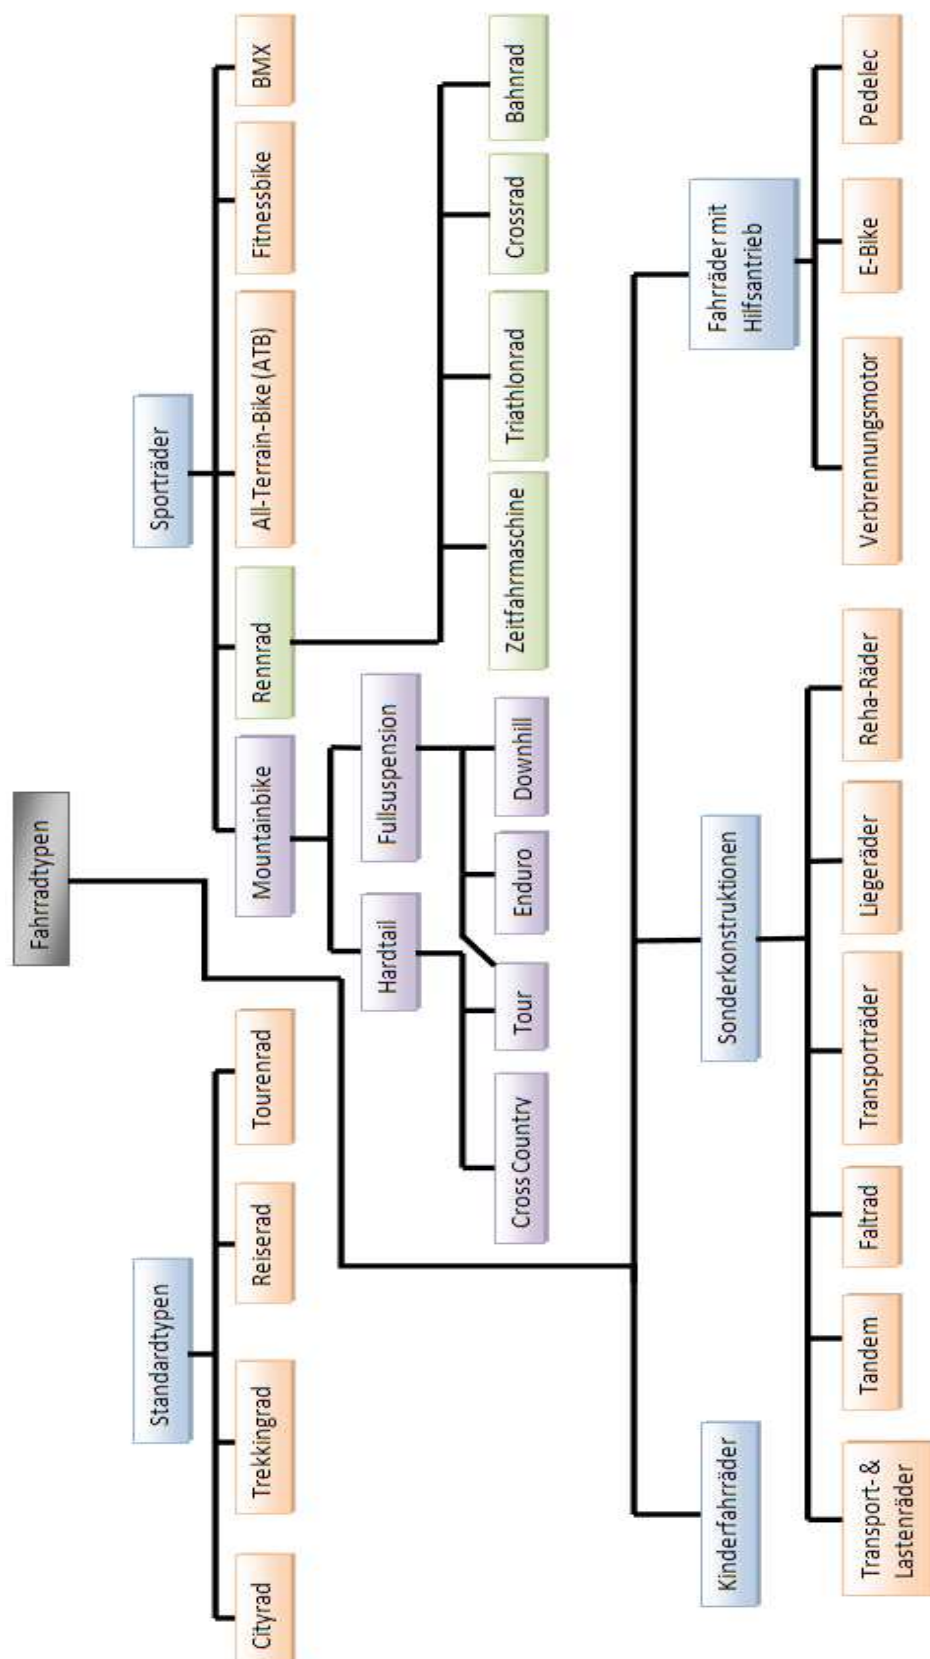 Fahrradtypen
Standardtypen
Sporträder
Cityrad
Trekkingrad
Reiserad
Tourenrad
Mountainbike
Rennrad
All-Terrain-Bike (ATB)
Fitnessbike
BMX
Hardtail
Fullsuspension
Cross Country
Tour
Enduro
Downhill
Zeitfahrmaschine
Triathlonrad
Crossrad
Bahnrad
Kinderfahrräder
Sonderkonstruktionen
Fahrräder mit
Hilfsantrieb
Transport- &
Lastenräder
Tandem
Faltrad
Transporträder
Liegeräder
Reha-Räder
Verbrennungsmotor
E-Bike
Pedelec